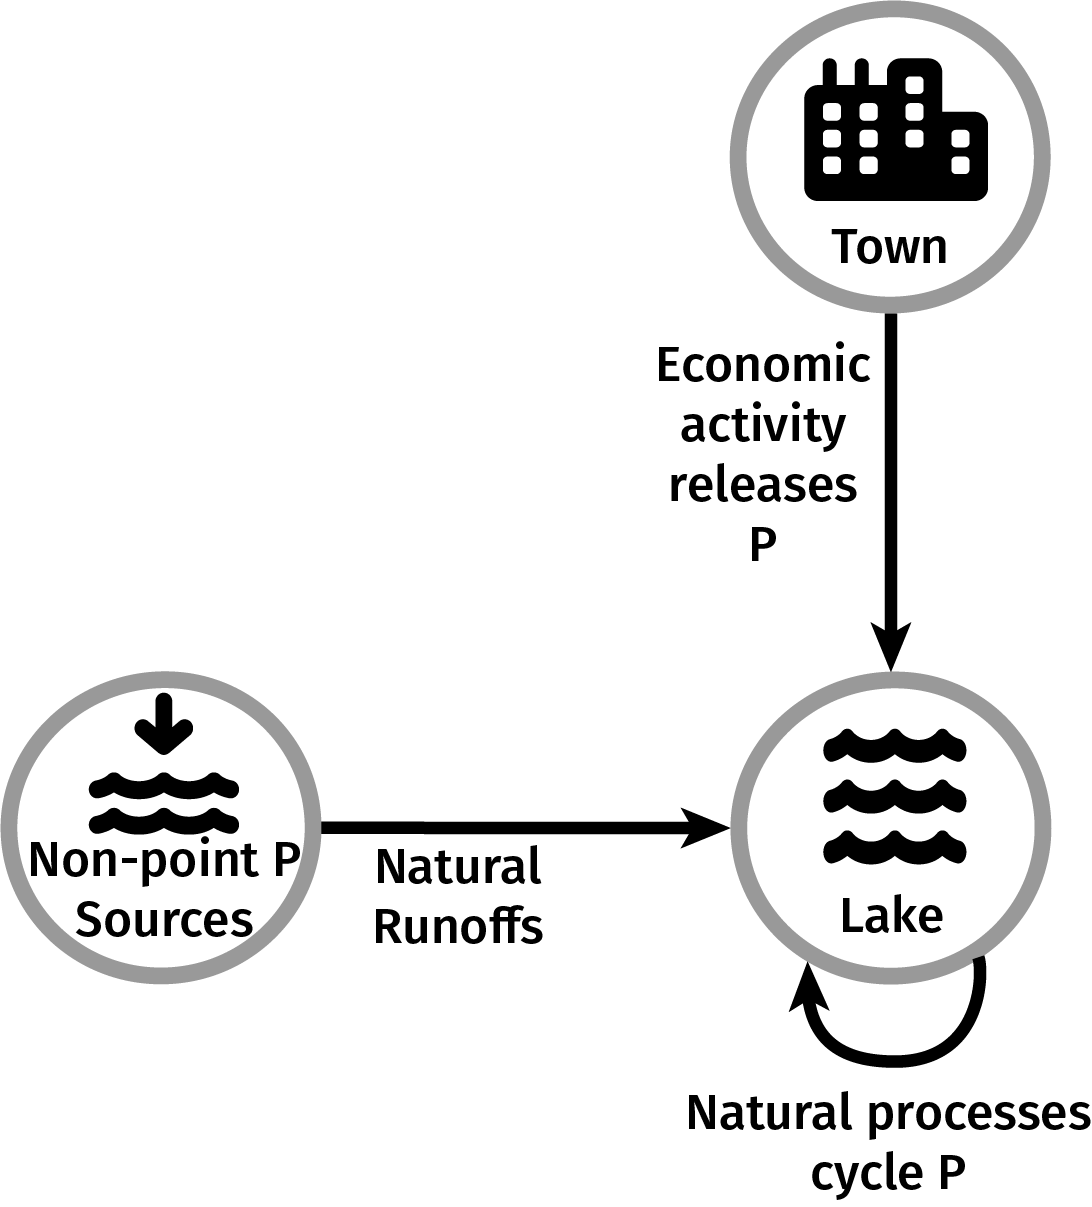 Town
Economic
activity
releases
P
Non-point P
Sources
Natural
Runoffs
Lake
Natural processes
cycle P